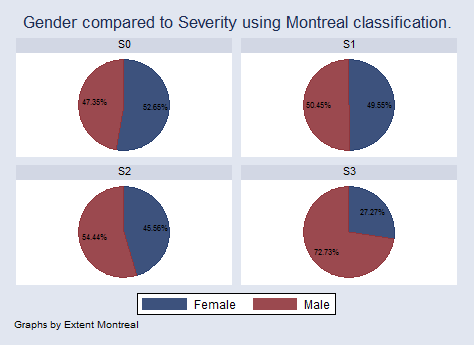 Gender compared to Severity using Montreal classification.
S0 S1
47.35% 52.65% 50.45% 49.55%
S2 S3
54.44% 45.56% 72.73% 27.27%
Female Male
Graphs by Extent Montreal